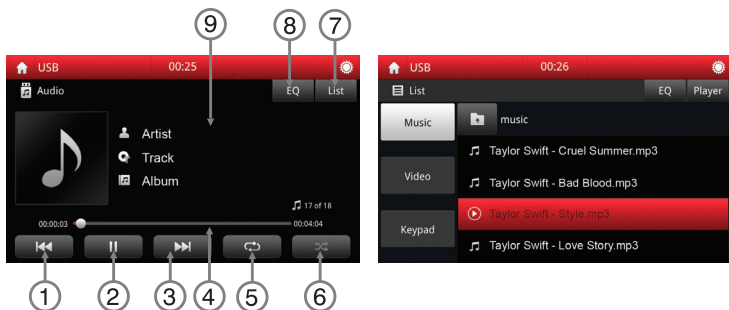 9 8 7
USB 00:25
Audio EQ List
Artist
Track
Album
17 of 18
00:00:03 00:04:04
1 2 3 4 5 6
USB 00:26
List EQ Player
Music music
Taylor Swift - Cruel Summer.mp3
Video Taylor Swift - Bad Blood.mp3
Taylor Swift - Style.mp3
Keypad Taylor Swift - Love Story.mp3